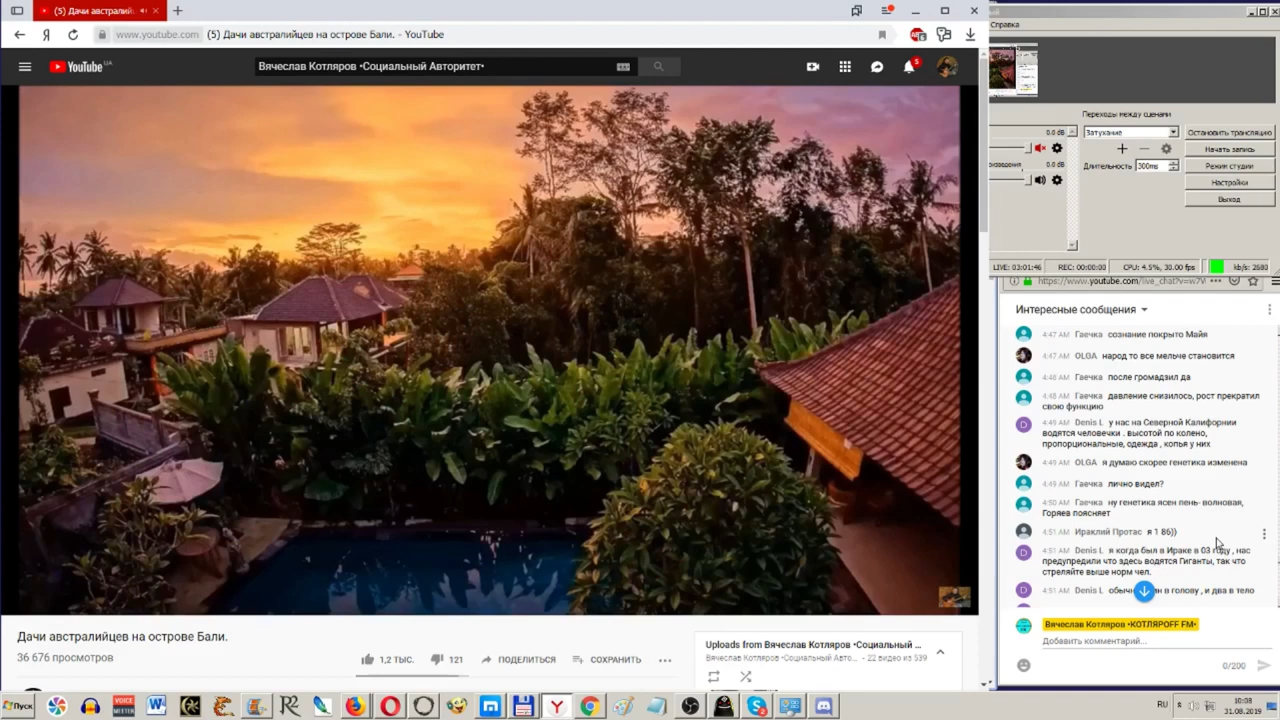 (5) Дачи австралий
www.youtube.com
(5) Дачи австралийцев на острове Бали. - YouTube
YouTube UA
Вячеслав Котляров •Социальный Авторитет•
5
Дачи австралийцев на острове Бали.
36 676 просмотров
1,2 тыс.
121
ПОДЕЛИТЬСЯ
СОХРАНИТЬ
Uploads from Вячеслав Котляров •Социальный ...
Вячеслав Котляров •Социальный Авто... - 22 видео из 539
Справка
Переходы между сценами
0.0 dB
Затухание
Остановить трансляцию
Начать запись
0.0 dB
Длительность
300ms
Режим студии
Настройки
Выход
LIVE: 03:01:46
REC: 00:00:00
CPU: 4.5%, 30.00 fps
kb/s: 2680
https://www.youtube.com/live_chat?v=w7V
Интересные сообщения
4:47 AM Гаечка сознание покрыто Майя
4:47 AM OLGA народ то все мельче становится
4:48 AM Гаечка после громадзил да
4:48 AM Гаечка давление снизилось, рост прекратил
свою функцию
4:49 AM Denis L у нас на Северной Калифорнии
водятся человечки . высотой по колено,
пропорциональные, одежда , копья у них
4:49 AM OLGA я думаю скорее генетика изменена
4:49 AM Гаечка лично видел?
4:50 AM Гаечка ну генетика ясен пень- волновая,
Горяев поясняет
4:51 AM Ираклий Протас я 1 86))
4:51 AM Denis L я когда был в Ираке в 03 году , нас
предупредили что здесь водятся Гиганты, так что
стреляйте выше норм чел.
4:51 AM Denis L в голову , и два в тело
Вячеслав Котляров •КОТЛЯРOFF FM•
Добавить комментарий...
0/200
Пуск
VOICE
MEETER
RU
10:08
31.08.2019